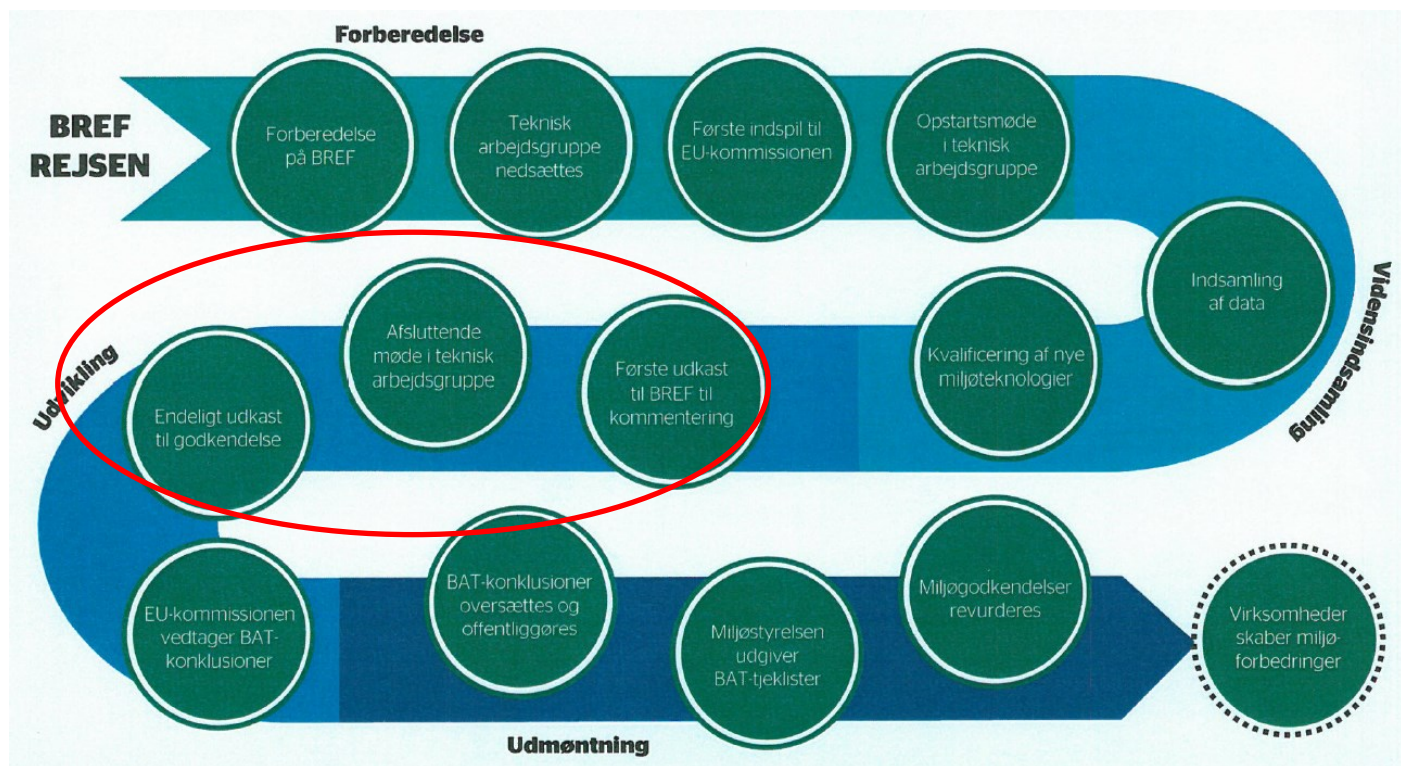 Forberedelse
BREF
REJSEN
Forberedelse
på BREF
Teknisk
arbejdsgruppe
nedsættes
Første indspil til
EU-kommissionen
Opstartsmøde
i teknisk
arbejdsgruppe
Indsamling
af data
Vidensindsamling
Kvalificering af nye
miljøteknologier
Første udkast
til BREF til
kommentering
Afsluttende
møde i teknisk
arbejdsgruppe
Endeligt udkast
til godkendelse
Udvikling
EU-kommissionen
vedtager BAT-
konklusioner
BAT-konklusioner
oversættes og
offentliggøres
Miljøstyrelsen
udgiver
BAT-tjeklister
Miljøgodkendelser
revurderes
Virksomheder
skaber miljø-
forbedringer
Udmøntning